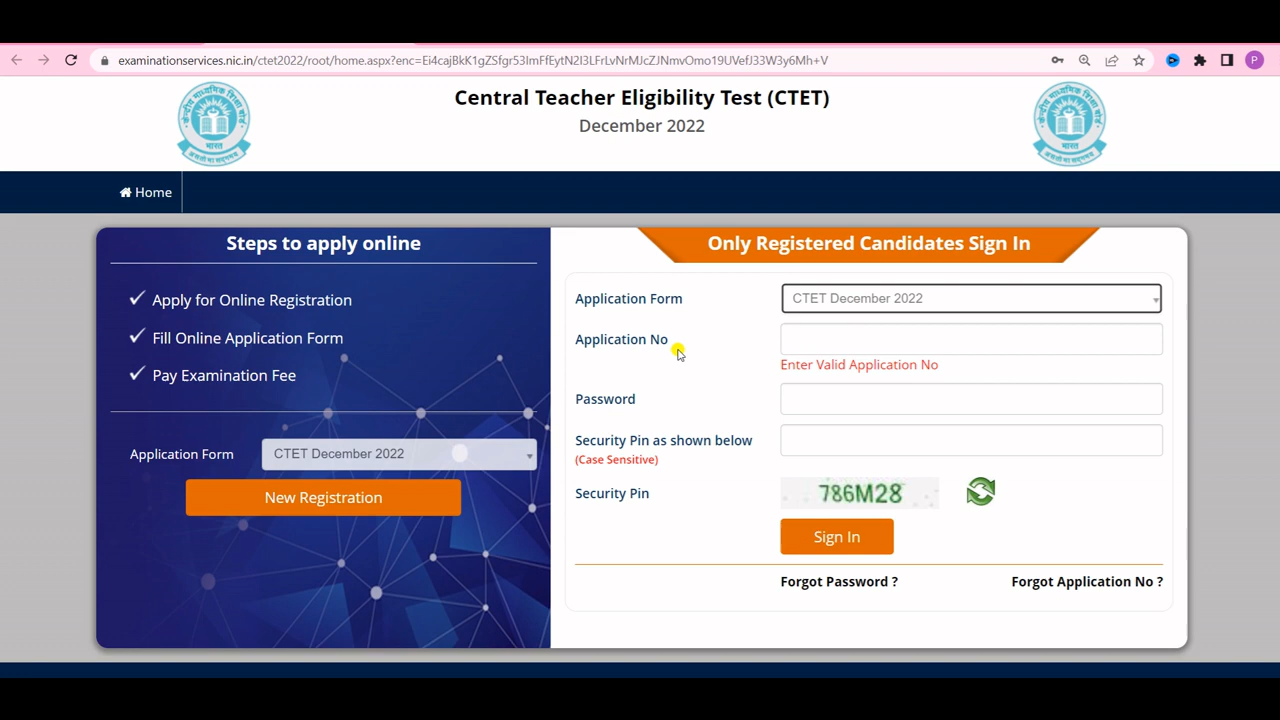 examinationservices.nic.in/ctet2022/root/home.aspx?enc=Ei4cajBkK1gZSfgr53ImFfEytN2I3LFrLvNrMJcZJNmvOmo19UVefJ33W3y6Mh+V
P
Central Teacher Eligibility Test (CTET)
December 2022
भारत
Home
Steps to apply online
Apply for Online Registration
Fill Online Application Form
Pay Examination Fee
Application Form
CTET December 2022
New Registration
Only Registered Candidates Sign In
Application Form
CTET December 2022
Application No
Enter Valid Application No
Password
Security Pin as shown below
(Case Sensitive)
Security Pin
786M28
Sign In
Forgot Password ?
Forgot Application No ?